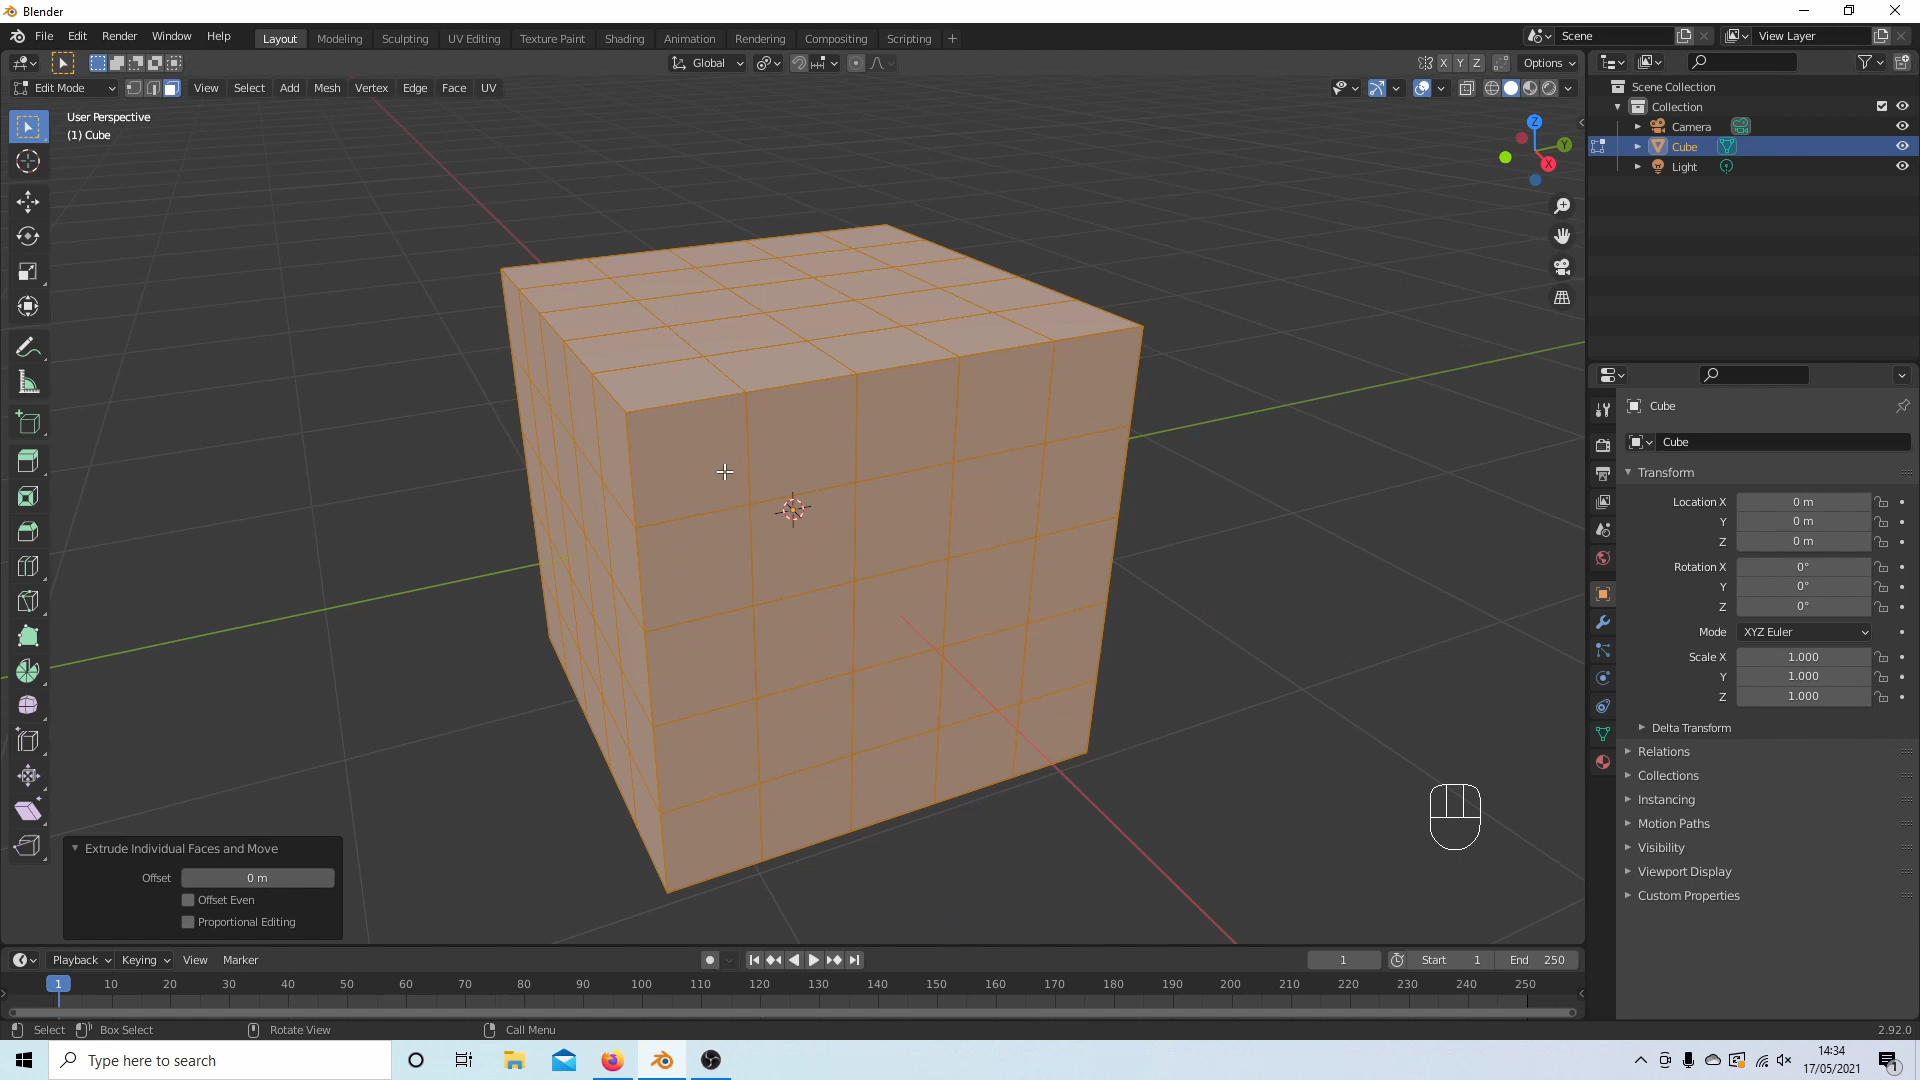 Blender
File Edit Render Window Help Layout Modeling Sculpting UV Editing Texture Paint Shading Animation Rendering Compositing Scripting + Scene View Layer
Global X Y Z Options
Edit Mode View Select Add Mesh Vertex Edge Face UV
Scene Collection
Collection
Camera
Cube
Light
User Perspective
(1) Cube
Z
Y
X
Cube
Cube
Transform
Location X 0 m
Y 0 m
Z 0 m
Rotation X 0°
Y 0°
Z 0°
Mode XYZ Euler
Scale X 1.000
Y 1.000
Z 1.000
Delta Transform
Relations
Collections
Instancing
Motion Paths
Visibility
Viewport Display
Custom Properties
Extrude Individual Faces and Move
Offset 0 m
Offset Even
Proportional Editing
Playback Keying View Marker 1 Start 1 End 250
1 10 20 30 40 50 60 70 80 90 100 110 120 130 140 150 160 170 180 190 200 210 220 230 240 250
Select Box Select Rotate View Call Menu 2.92.0
Type here to search
14:34
17/05/2021
1